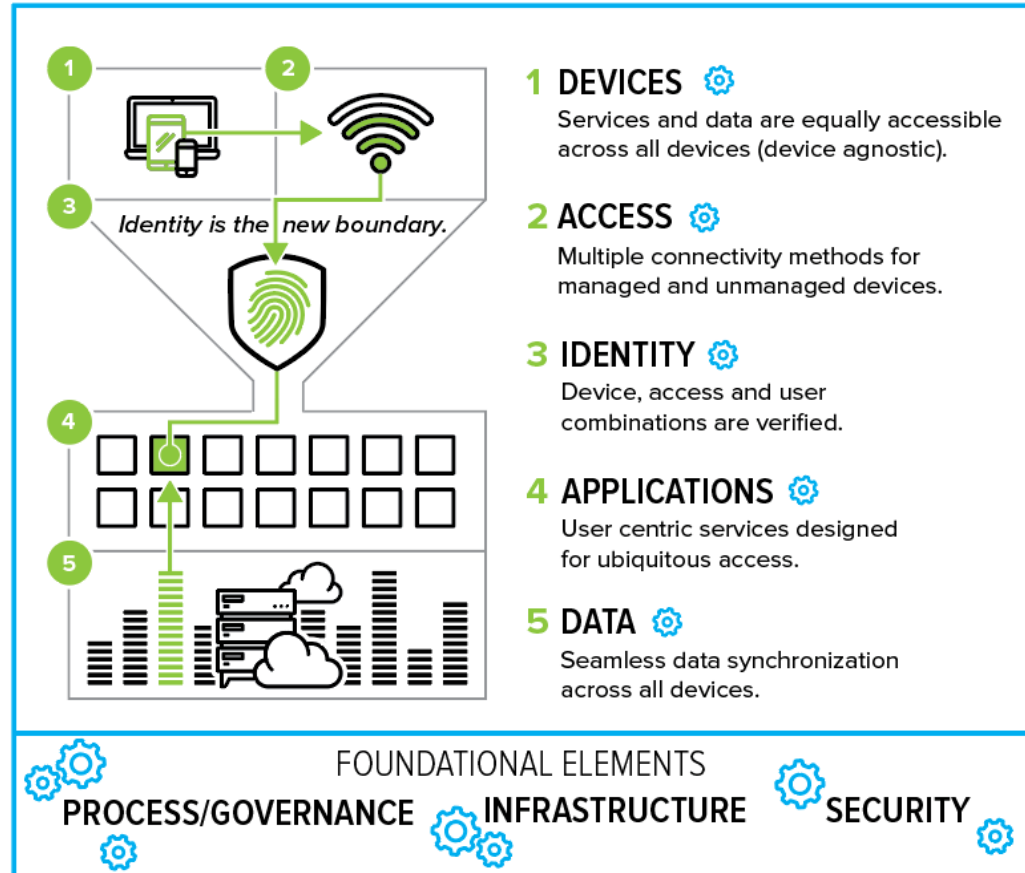 1
2
3
Identity is the new boundary.
4
5
1 DEVICES
Services and data are equally accessible
across all devices (device agnostic).
2 ACCESS
Multiple connectivity methods for
managed and unmanaged devices.
3 IDENTITY
Device, access and user
combinations are verified.
4 APPLICATIONS
User centric services designed
for ubiquitous access.
5 DATA
Seamless data synchronization
across all devices.
FOUNDATIONAL ELEMENTS
PROCESS/GOVERNANCE
INFRASTRUCTURE
SECURITY